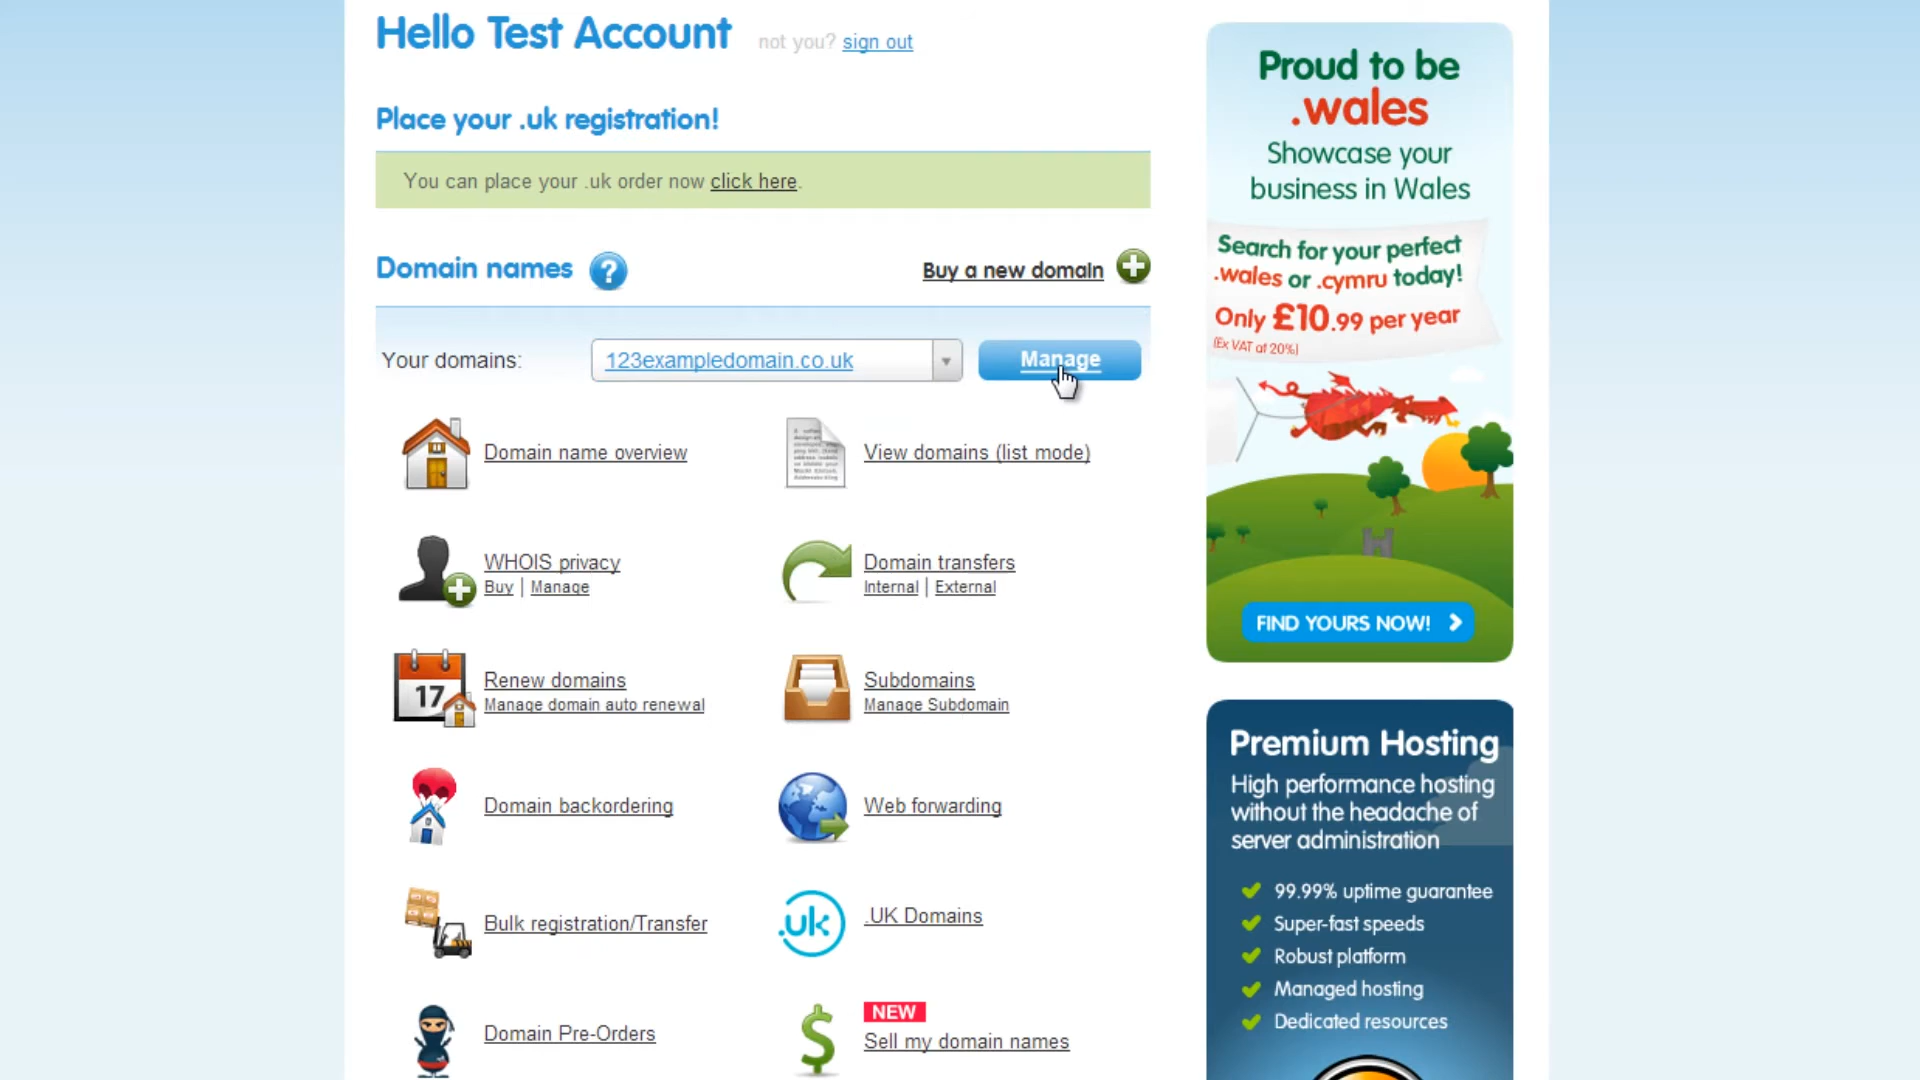 Hello Test Account not you? sign out
Place your .uk registration!
You can place your .uk order now click here.
Domain names ? Buy a new domain
Your domains: 123exampledomain.co.uk Manage
Domain name overview
View domains (list mode)
WHOIS privacy
Buy | Manage
Domain transfers
Internal | External
17
Renew domains
Manage domain auto renewal
Subdomains
Manage Subdomain
Domain backordering
Web forwarding
Bulk registration/Transfer
.uk
.UK Domains
Domain Pre-Orders
$
NEW
Sell my domain names
Proud to be
.wales
Showcase your
business in Wales
Search for your perfect
.wales or .cymru today!
Only £10.99 per year
(Ex VAT at 20%)
FIND YOURS NOW!
Premium Hosting
High performance hosting
without the headache of
server administration
99.99% uptime guarantee
Super-fast speeds
Robust platform
Managed hosting
Dedicated resources